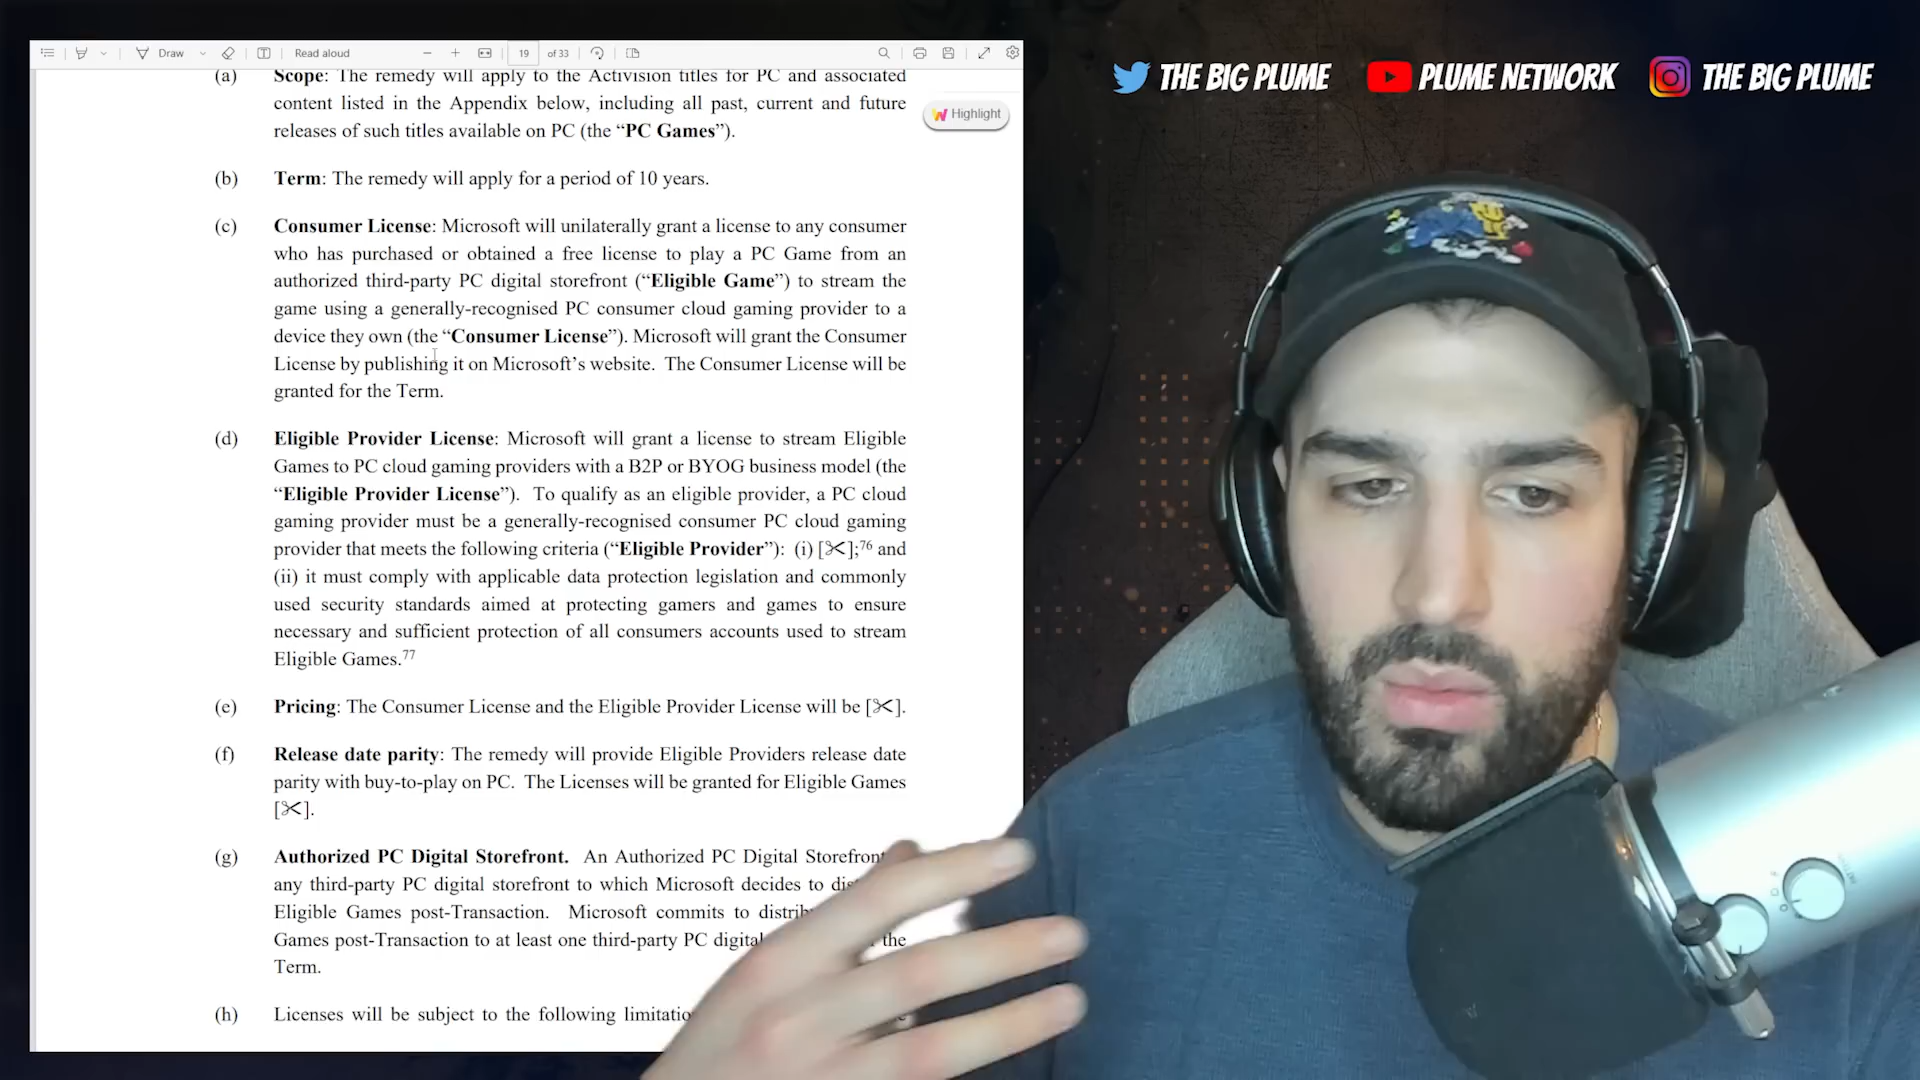 Draw
Read aloud
19 of 33
THE BIG PLUME
PLUME NETWORK
THE BIG PLUME
Highlight
(a) Scope: The remedy will apply to the Activision titles for PC and associated
content listed in the Appendix below, including all past, current and future
releases of such titles available on PC (the “PC Games”).
(b) Term: The remedy will apply for a period of 10 years.
(c) Consumer License: Microsoft will unilaterally grant a license to any consumer
who has purchased or obtained a free license to play a PC Game from an
authorized third-party PC digital storefront (“Eligible Game”) to stream the
game using a generally-recognised PC consumer cloud gaming provider to a
device they own (the “Consumer License”). Microsoft will grant the Consumer
License by publishing it on Microsoft’s website. The Consumer License will be
granted for the Term.
(d) Eligible Provider License: Microsoft will grant a license to stream Eligible
Games to PC cloud gaming providers with a B2P or BYOG business model (the
“Eligible Provider License”). To qualify as an eligible provider, a PC cloud
gaming provider must be a generally-recognised consumer PC cloud gaming
provider that meets the following criteria (“Eligible Provider”): (i) [✂];76 and
(ii) it must comply with applicable data protection legislation and commonly
used security standards aimed at protecting gamers and games to ensure
necessary and sufficient protection of all consumers accounts used to stream
Eligible Games.77
(e) Pricing: The Consumer License and the Eligible Provider License will be [✂].
(f) Release date parity: The remedy will provide Eligible Providers release date
parity with buy-to-play on PC. The Licenses will be granted for Eligible Games
[✂].
(g) Authorized PC Digital Storefront. An Authorized PC Digital Storefront
any third-party PC digital storefront to which Microsoft decides to
Eligible Games post-Transaction. Microsoft commits to
Games post-Transaction to at least one third-party PC digital the
Term.
(h) Licenses will be subject to the following